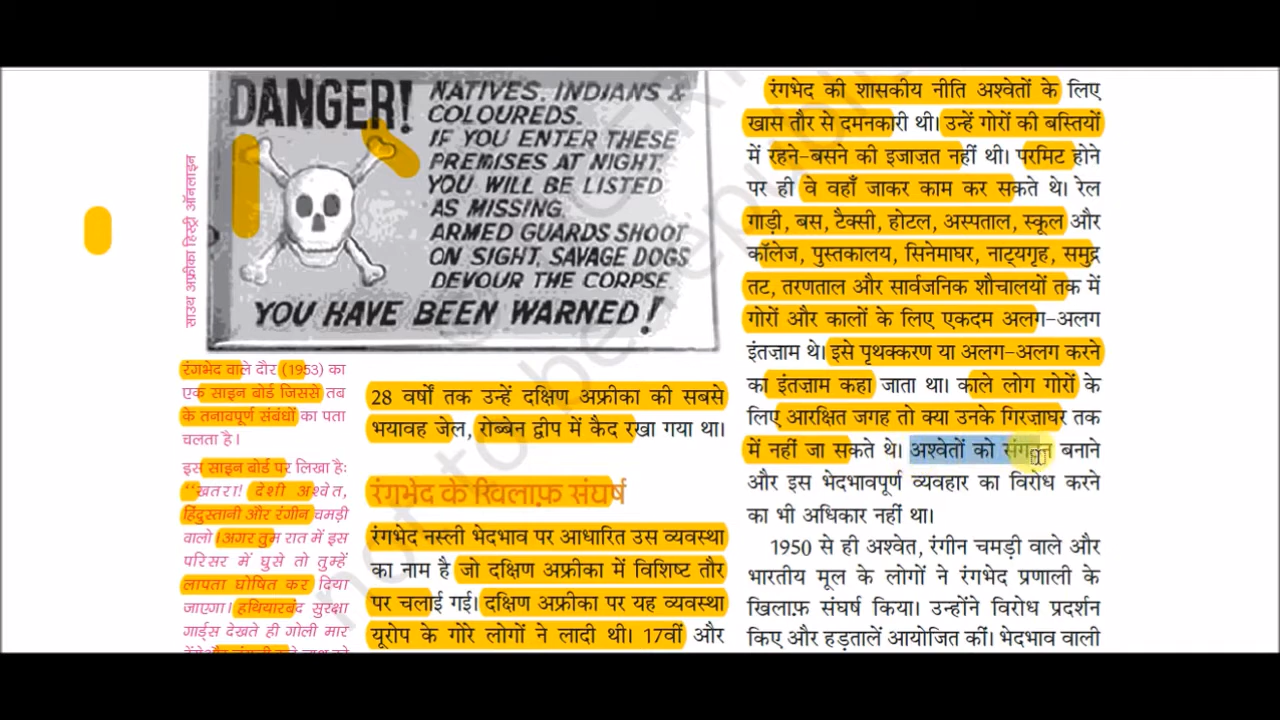 DANGER!
NATIVES, INDIANS &
COLOUREDS.
IF YOU ENTER THESE
PREMISES AT NIGHT,
YOU WILL BE LISTED
AS MISSING.
ARMED GUARDS SHOOT
ON SIGHT. SAVAGE DOGS
DEVOUR THE CORPSE.
YOU HAVE BEEN WARNED!
साउथ अफ्रीका हिस्ट्री ऑनलाइन
रंगभेद वाले दौर (1953) का
एक साइन बोर्ड जिससे तब
के तनावपूर्ण संबंधों का पता
चलता है।
इस साइन बोर्ड पर लिखा हैः
‘‘खतरा! देशी अश्वेत,
हिंदुस्तानी और रंगीन चमड़ी
वालो। अगर तुम रात में इस
परिसर में घुसे तो तुम्हें
लापता घोषित कर दिया
जाएगा। हथियारबंद सुरक्षा
गार्ड्स देखते ही गोली मार
28 वर्षों तक उन्हें दक्षिण अफ्रीका की सबसे
भयावह जेल, रोब्बेन द्वीप में कैद रखा गया था।
रंगभेद के खिलाफ़ संघर्ष
रंगभेद नस्ली भेदभाव पर आधारित उस व्यवस्था
का नाम है जो दक्षिण अफ्रीका में विशिष्ट तौर
पर चलाई गई। दक्षिण अफ्रीका पर यह व्यवस्था
यूरोप के गोरे लोगों ने लादी थी। 17वीं और
रंगभेद की शासकीय नीति अश्वेतों के लिए
खास तौर से दमनकारी थी। उन्हें गोरों की बस्तियों
में रहने-बसने की इजाज़त नहीं थी। परमिट होने
पर ही वे वहाँ जाकर काम कर सकते थे। रेल
गाड़ी, बस, टैक्सी, होटल, अस्पताल, स्कूल और
कॉलेज, पुस्तकालय, सिनेमाघर, नाट्यगृह, समुद्र
तट, तरणताल और सार्वजनिक शौचालयों तक में
गोरों और कालों के लिए एकदम अलग-अलग
इंतज़ाम थे। इसे पृथक्करण या अलग-अलग करने
का इंतज़ाम कहा जाता था। काले लोग गोरों के
लिए आरक्षित जगह तो क्या उनके गिरज़ाघर तक
में नहीं जा सकते थे। अश्वेतों को संगठन बनाने
और इस भेदभावपूर्ण व्यवहार का विरोध करने
का भी अधिकार नहीं था।
1950 से ही अश्वेत, रंगीन चमड़ी वाले और
भारतीय मूल के लोगों ने रंगभेद प्रणाली के
खिलाफ़ संघर्ष किया। उन्होंने विरोध प्रदर्शन
किए और हड़तालें आयोजित कीं। भेदभाव वाली
not to be republished